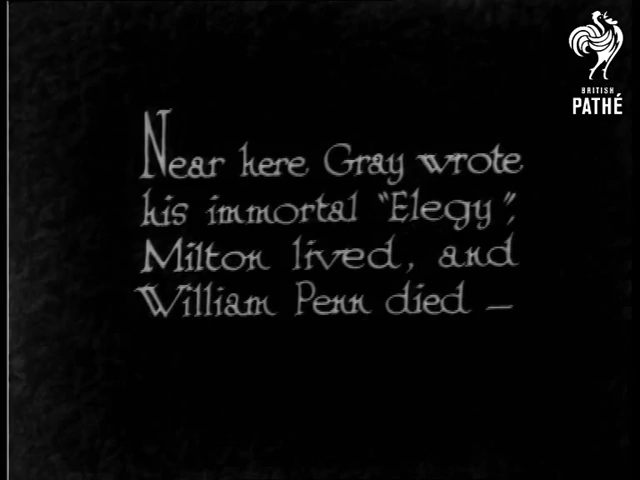 BRITISH
PATHÉ
Near here Gray wrote
his immortal "Elegy",
Milton lived, and
William Penn died —